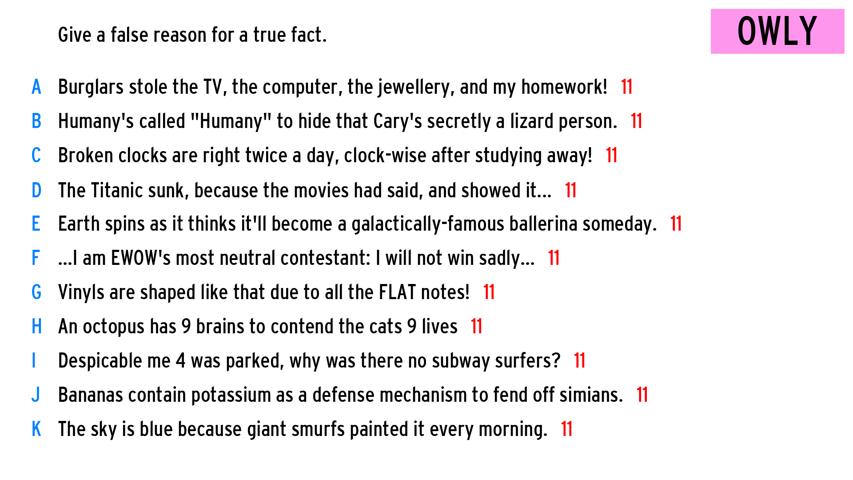 Give a false reason for a true fact.
OWLY
A Burglars stole the TV, the computer, the jewellery, and my homework! 11
B Humany's called "Humany" to hide that Cary's secretly a lizard person. 11
C Broken clocks are right twice a day, clock-wise after studying away! 11
D The Titanic sunk, because the movies had said, and showed it... 11
E Earth spins as it thinks it'll become a galactically-famous ballerina someday. 11
F ...I am EWOW's most neutral contestant: I will not win sadly... 11
G Vinyls are shaped like that due to all the FLAT notes! 11
H An octopus has 9 brains to contend the cats 9 lives 11
I Despicable me 4 was parked, why was there no subway surfers? 11
J Bananas contain potassium as a defense mechanism to fend off simians. 11
K The sky is blue because giant smurfs painted it every morning. 11